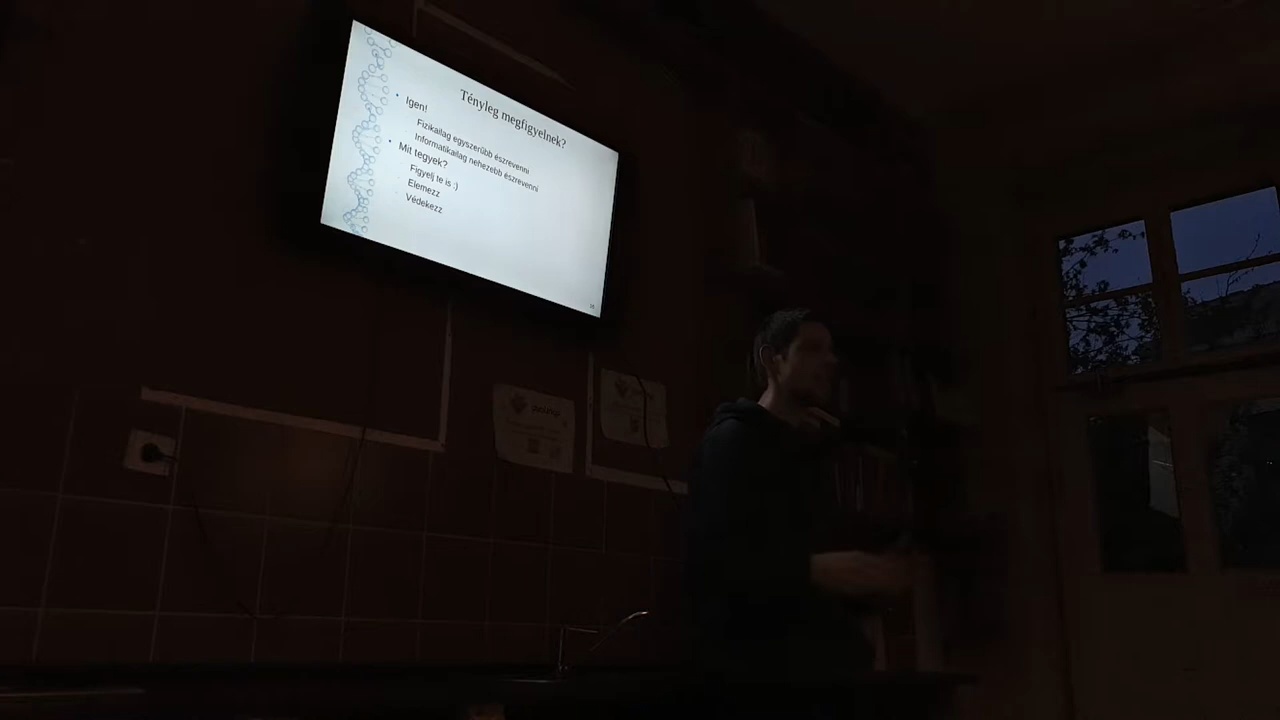 Tényleg megfigyelnek?
• Igen!
Fizikailag egyszerűbb észrevenni
Informatikailag nehezebb észrevenni
• Mit tegyek?
Figyelj te is :)
Elemezz
Védekezz